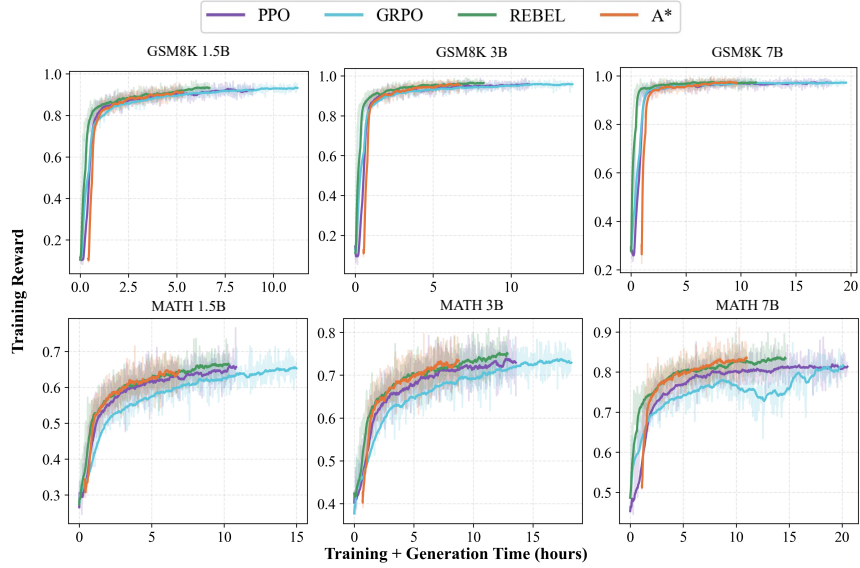 PPO GRPO REBEL A*
GSM8K 1.5B GSM8K 3B GSM8K 7B
1.0 1.0 1.0
0.8 0.8 0.8
0.6 0.6 0.6
0.4 0.4 0.4
0.2 0.2 0.2
0.0 2.5 5.0 7.5 10.0 0 5 10 0 5 10 15 20
Training Reward
MATH 1.5B MATH 3B MATH 7B
0.7 0.8 0.9
0.6 0.7 0.8
0.5 0.6 0.7
0.4 0.5 0.6
0.3 0.4 0.5
0 5 10 15 0 5 10 15 0 5 10 15 20
Training + Generation Time (hours)